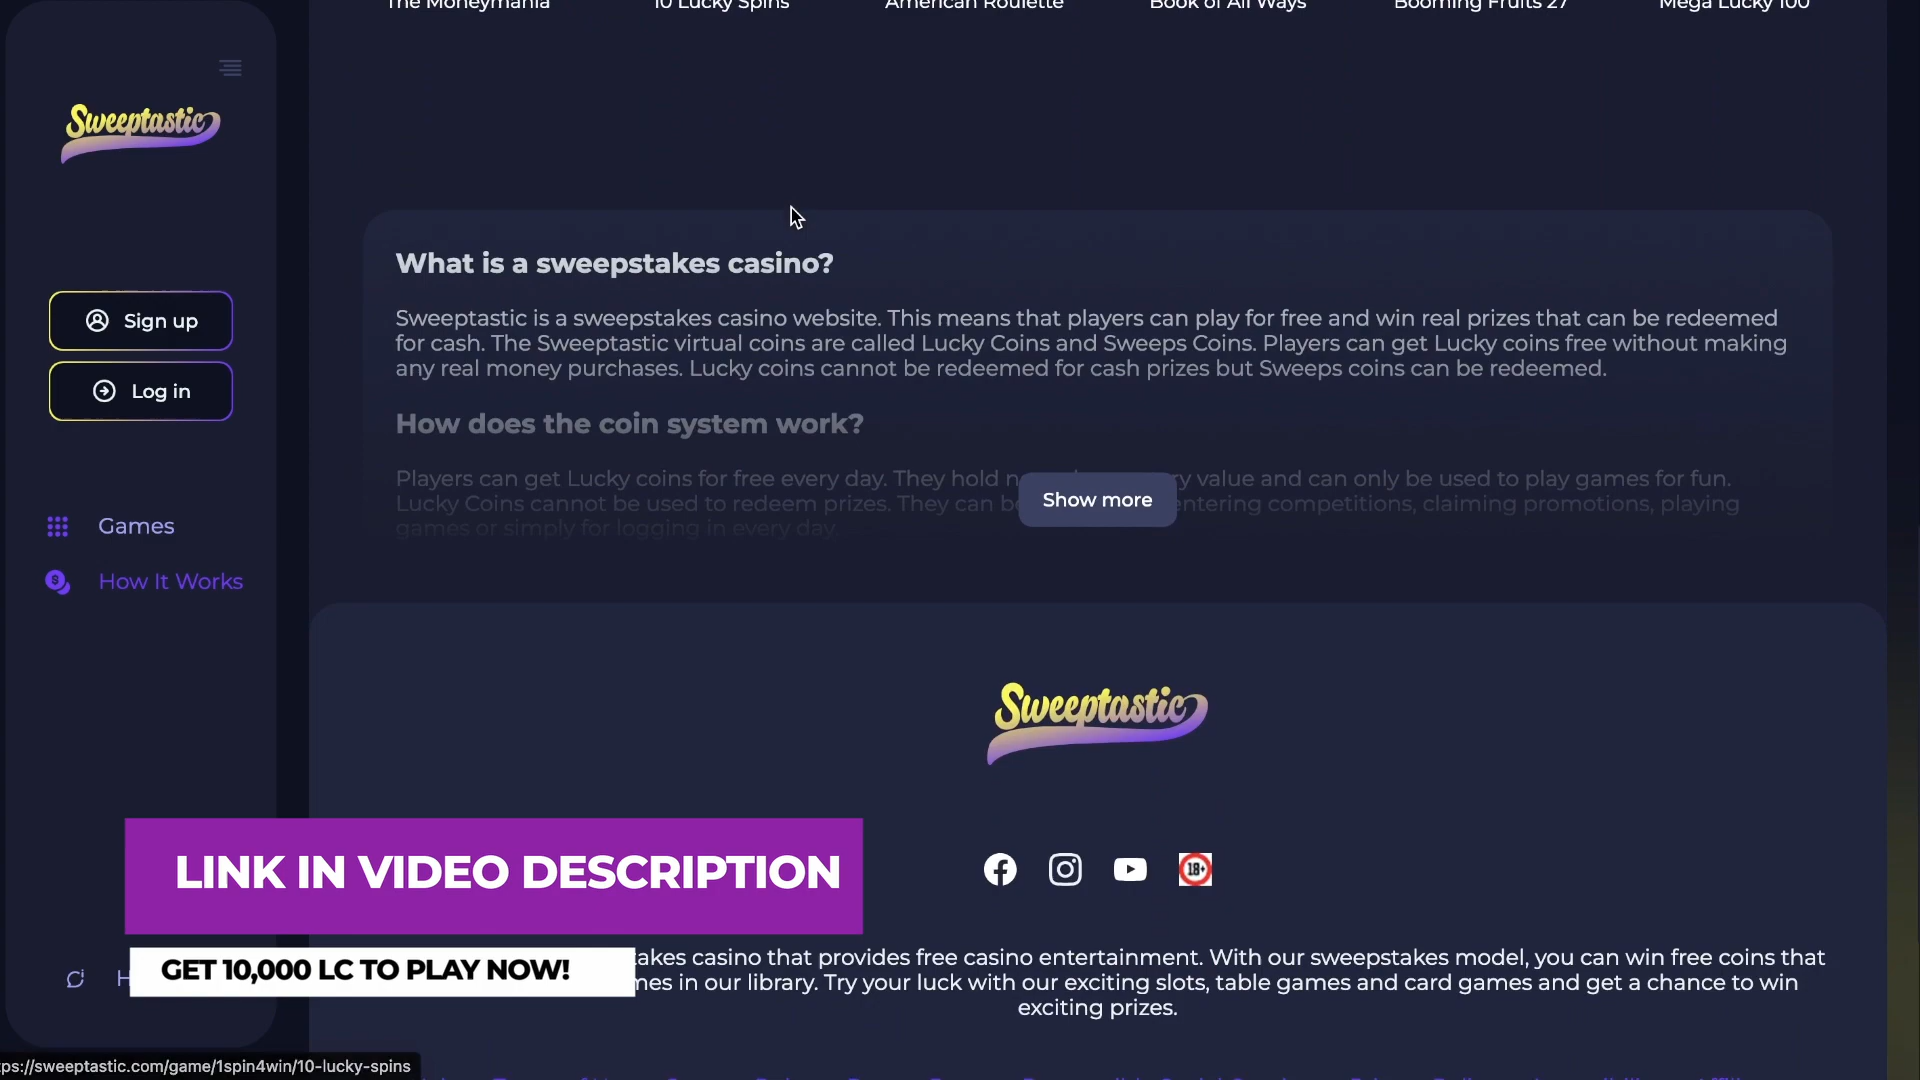 The Moneymania
10 Lucky Spins
American Roulette
Book of All Ways
Booming Fruits 27
Mega Lucky 100
Sweeptastic
Sign up
Log in
Games
How It Works
What is a sweepstakes casino?
Sweeptastic is a sweepstakes casino website. This means that players can play for free and win real prizes that can be redeemed
for cash. The Sweeptastic virtual coins are called Lucky Coins and Sweeps Coins. Players can get Lucky coins free without making
any real money purchases. Lucky coins cannot be redeemed for cash prizes but Sweeps coins can be redeemed.
How does the coin system work?
Players can get Lucky coins for free every day. They hold value and can only be used to play games for fun.
Lucky Coins cannot be used to redeem prizes. They can entering competitions, claiming promotions, playing
games or simply for logging in every day.
Show more
Sweeptastic
18+
LINK IN VIDEO DESCRIPTION
GET 10,000 LC TO PLAY NOW!
casino that provides free casino entertainment. With our sweepstakes model, you can win free coins that
in our library. Try your luck with our exciting slots, table games and card games and get a chance to win
exciting prizes.
tps://sweeptastic.com/game/1spin4win/10-lucky-spins